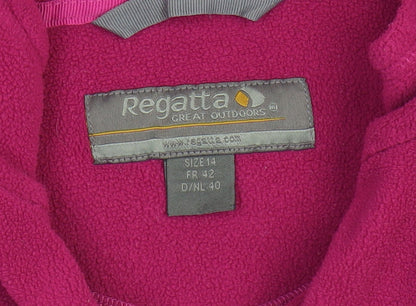 Regatta
GREAT OUTDOORS
www.regatta.com
SIZE 14
FR 42
D/NL 40